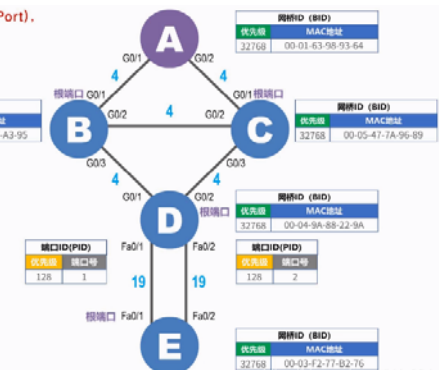 Port).
网桥ID (BID)
优先级 MAC地址
32768 00-01-63-98-93-64
A
G0/1 G0/2
4 4
根端口 G0/1 G0/1 根端口
网桥ID (BID)
优先级 MAC地址
32768 00-05-47-7A-96-89
-A3-95
B G0/2 4 G0/2 C
G0/3 G0/3
4 4
G0/1 G0/2
D 根端口
网桥ID (BID)
优先级 MAC地址
32768 00-04-9A-88-22-9A
Fa0/1 Fa0/2
端口ID(PID) 端口ID(PID)
优先级 端口号 优先级 端口号
128 1 128 2
19 19
根端口 Fa0/1 Fa0/2
E
网桥ID (BID)
优先级 MAC地址
32768 00-03-F2-77-B2-76